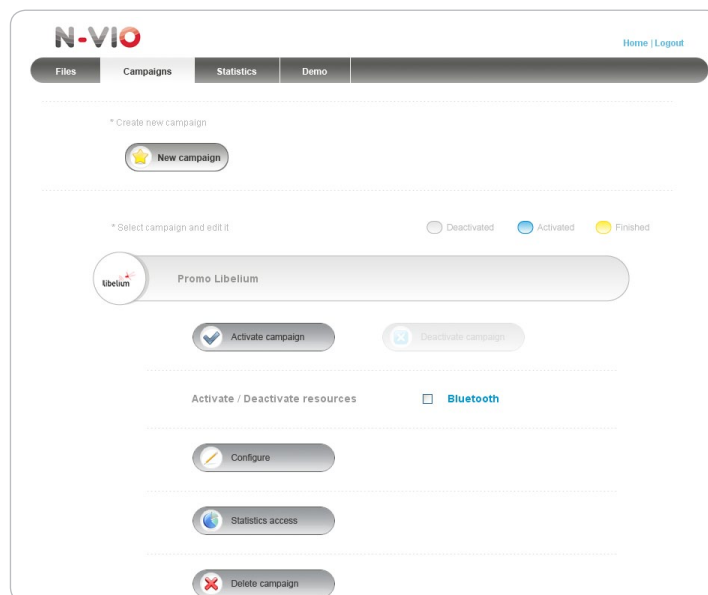 N-VIO
Home | Logout
Files Campaigns Statistics Demo
* Create new campaign
New campaign
* Select campaign and edit it
Deactivated Activated Finished
libelium Promo Libelium
Activate campaign Deactivate campaign
Activate / Deactivate resources Bluetooth
Configure
Statistics access
Delete campaign